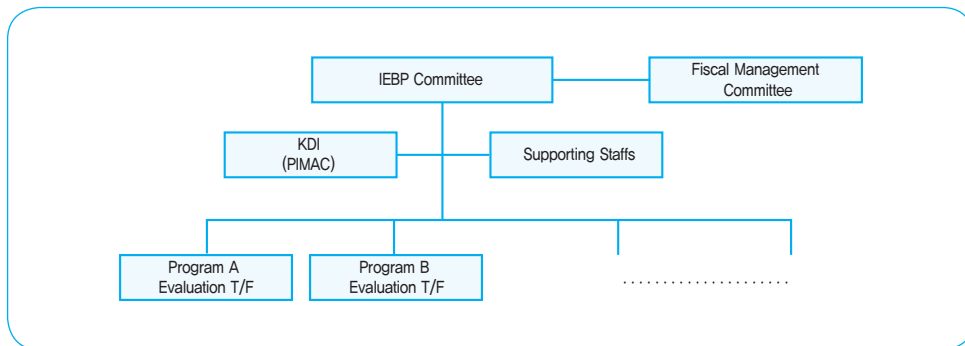 IEBP Committee
Fiscal Management
Committee
KDI
(PIMAC)
Supporting Staffs
Program A
Evaluation T/F
Program B
Evaluation T/F
.....................